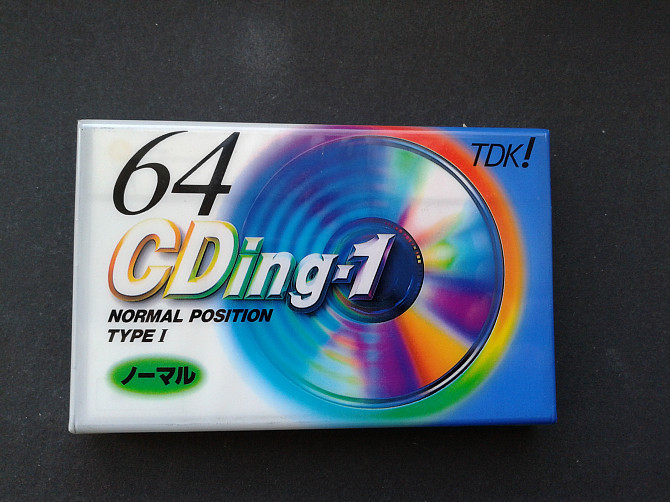 64
TDK!
CDing-1
NORMAL POSITION
TYPE I
ノーマル